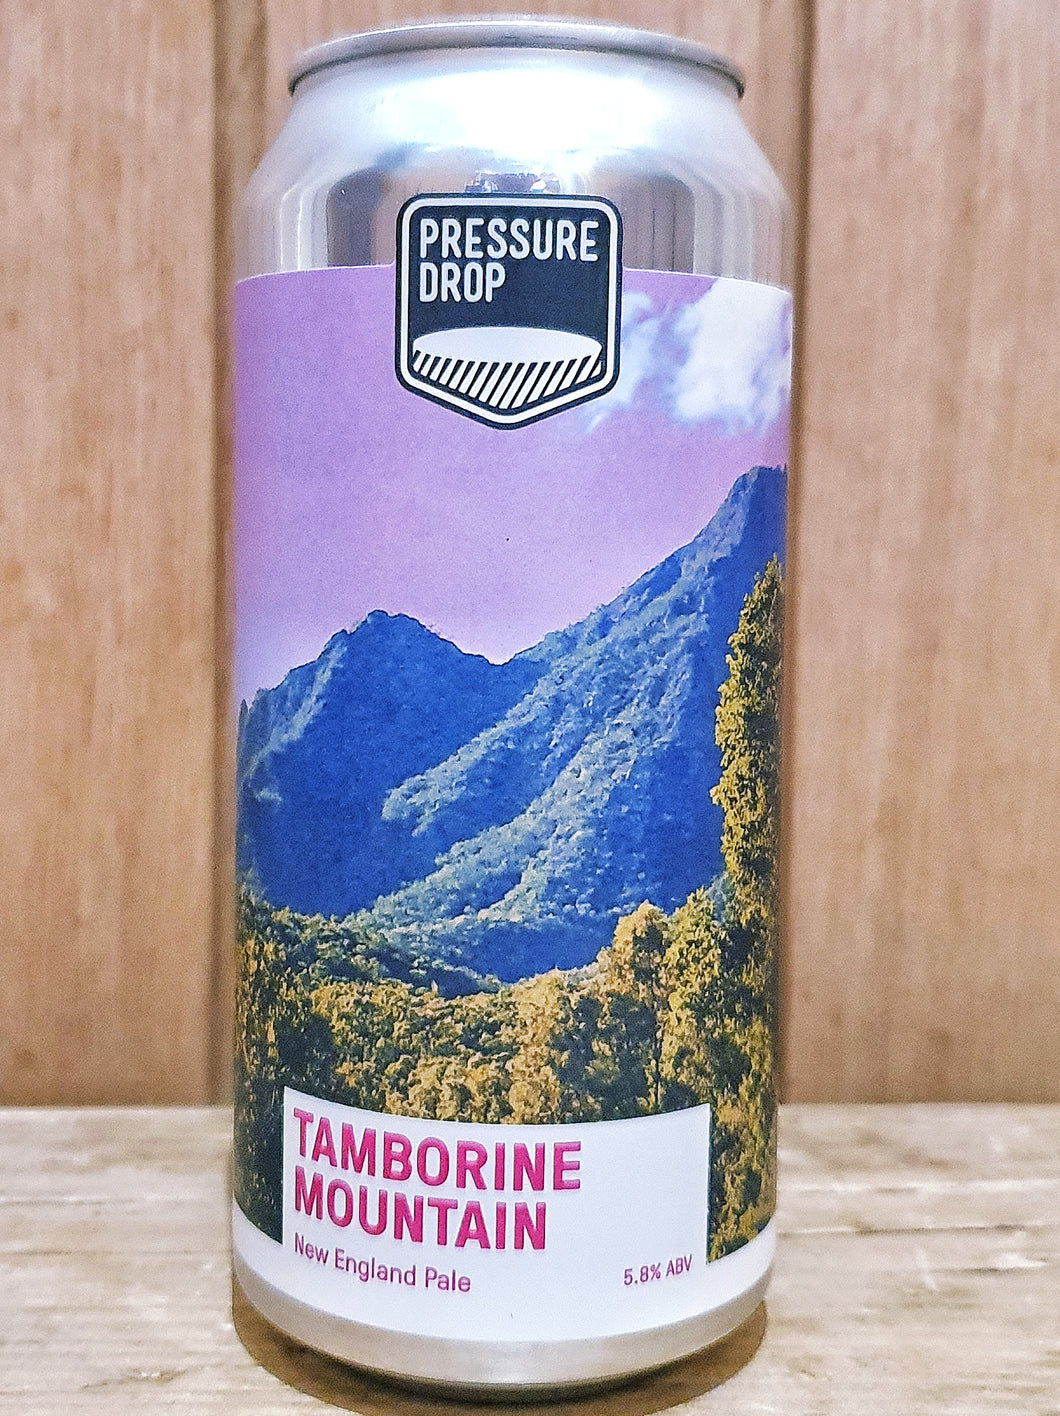 PRESSURE
DROP
TAMBORINE
MOUNTAIN
New England Pale
5.8% ABV